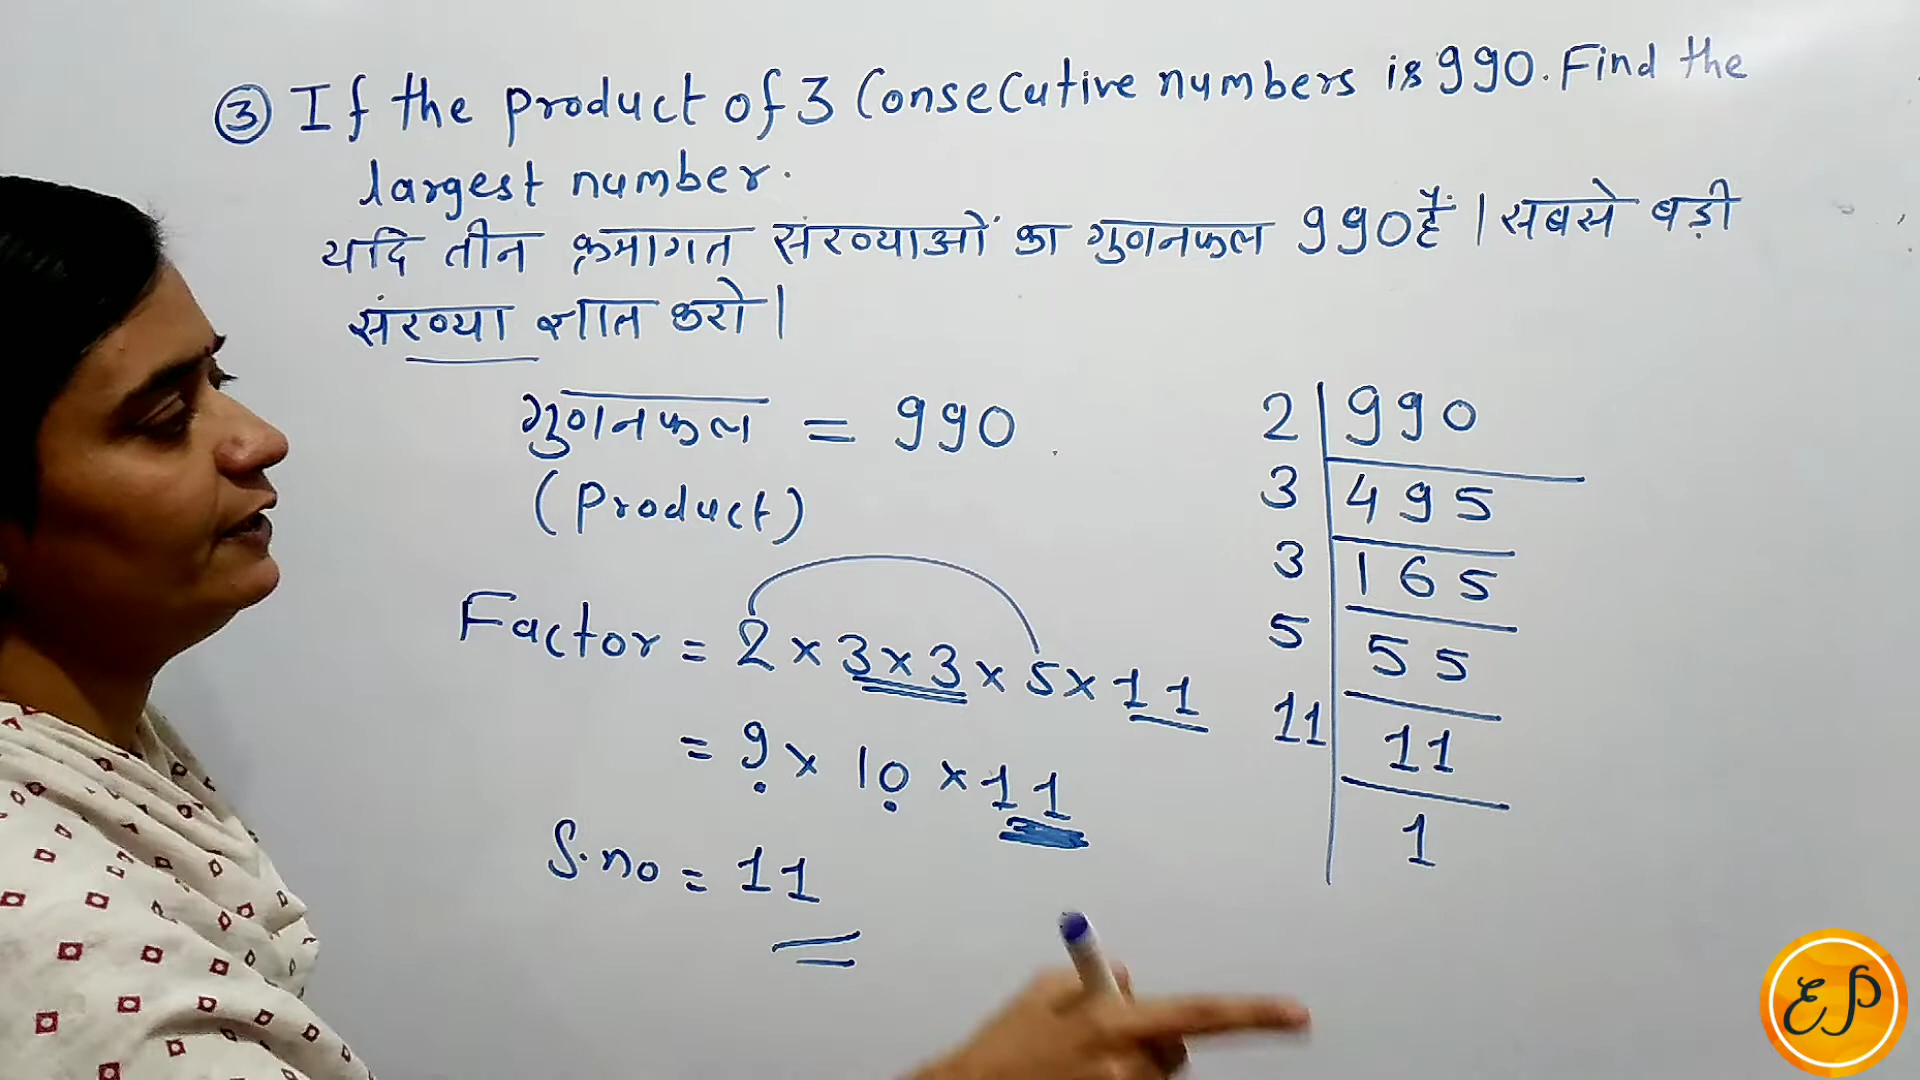 ③ If the product of 3 Consecutive numbers is 990. Find the
largest number.
यदि तीन क्रमागत संख्याओं का गुणनफल 990 है। सबसे बड़ी
संख्या ज्ञात करो।
गुणनफल = 990
(Product)
Factor = 2 × 3 × 3 × 5 × 11
= 9 × 10 × 11
S.no = 11
2 | 990
3 | 495
3 | 165
5 | 55
11 | 11
1
EP